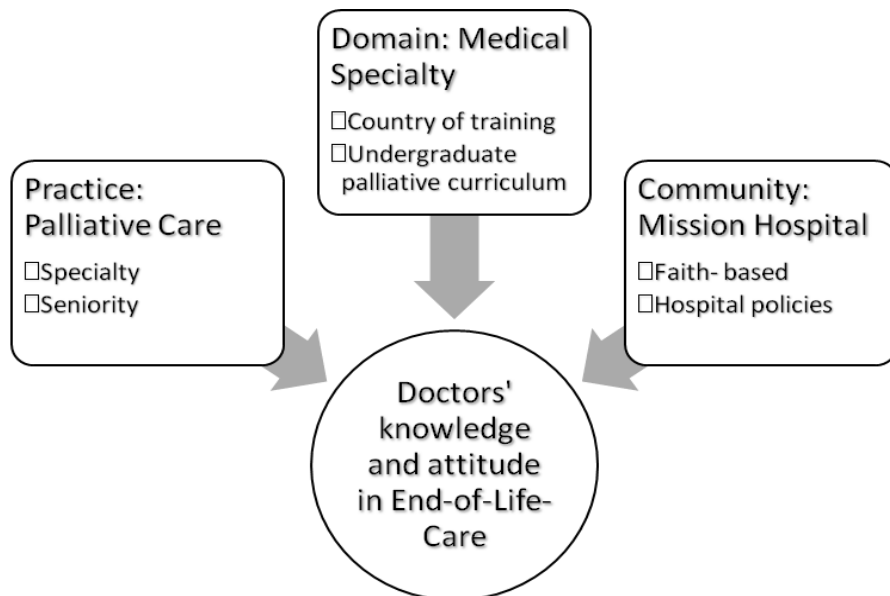 Domain: Medical
Specialty
□Country of training
□Undergraduate
palliative curriculum
Practice:
Palliative Care
□Specialty
□Seniority
Community:
Mission Hospital
□Faith- based
□Hospital policies
Doctors'
knowledge
and attitude
in End-of-Life-
Care